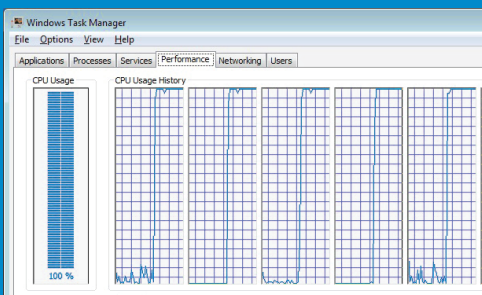 Windows Task Manager
File Options View Help
Applications Processes Services Performance Networking Users
CPU Usage CPU Usage History
100 %